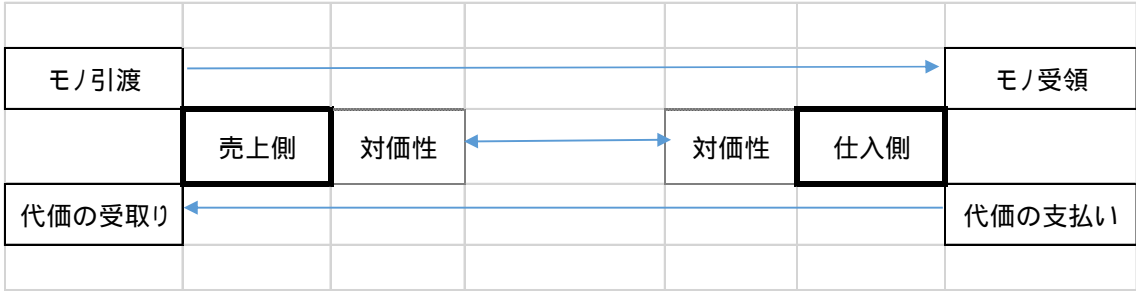 モノ引渡
モノ受領
売上側
対価性
対価性
仕入側
代価の受取り
代価の支払い